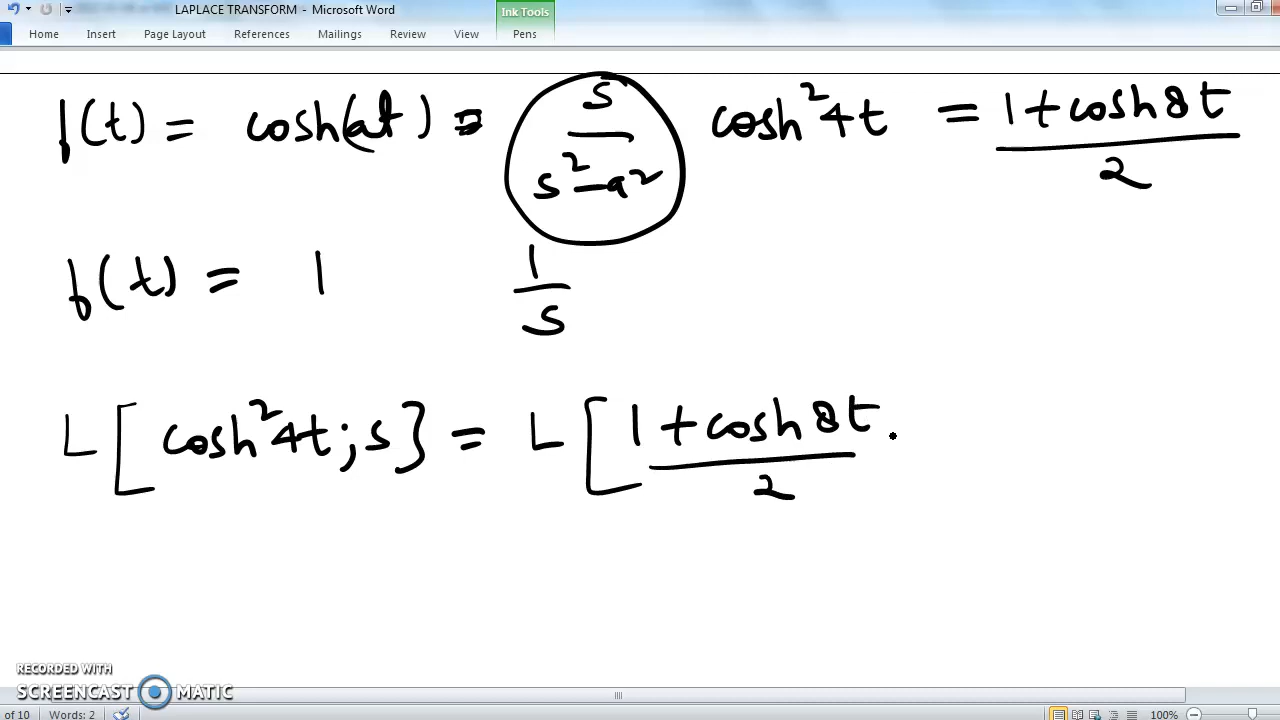 LAPLACE TRANSFORM - Microsoft Word
Ink Tools
Home Insert Page Layout References Mailings Review View Pens
f(t) = cosh(at) = s/(s²-a²) cosh²4t = (1+cosh8t)/2
f(t) = 1 1/s
L[cosh²4t;s} = L[(1+cosh8t)/2
RECORDED WITH
SCREENCAST MATIC
of 10 Words: 2 100%